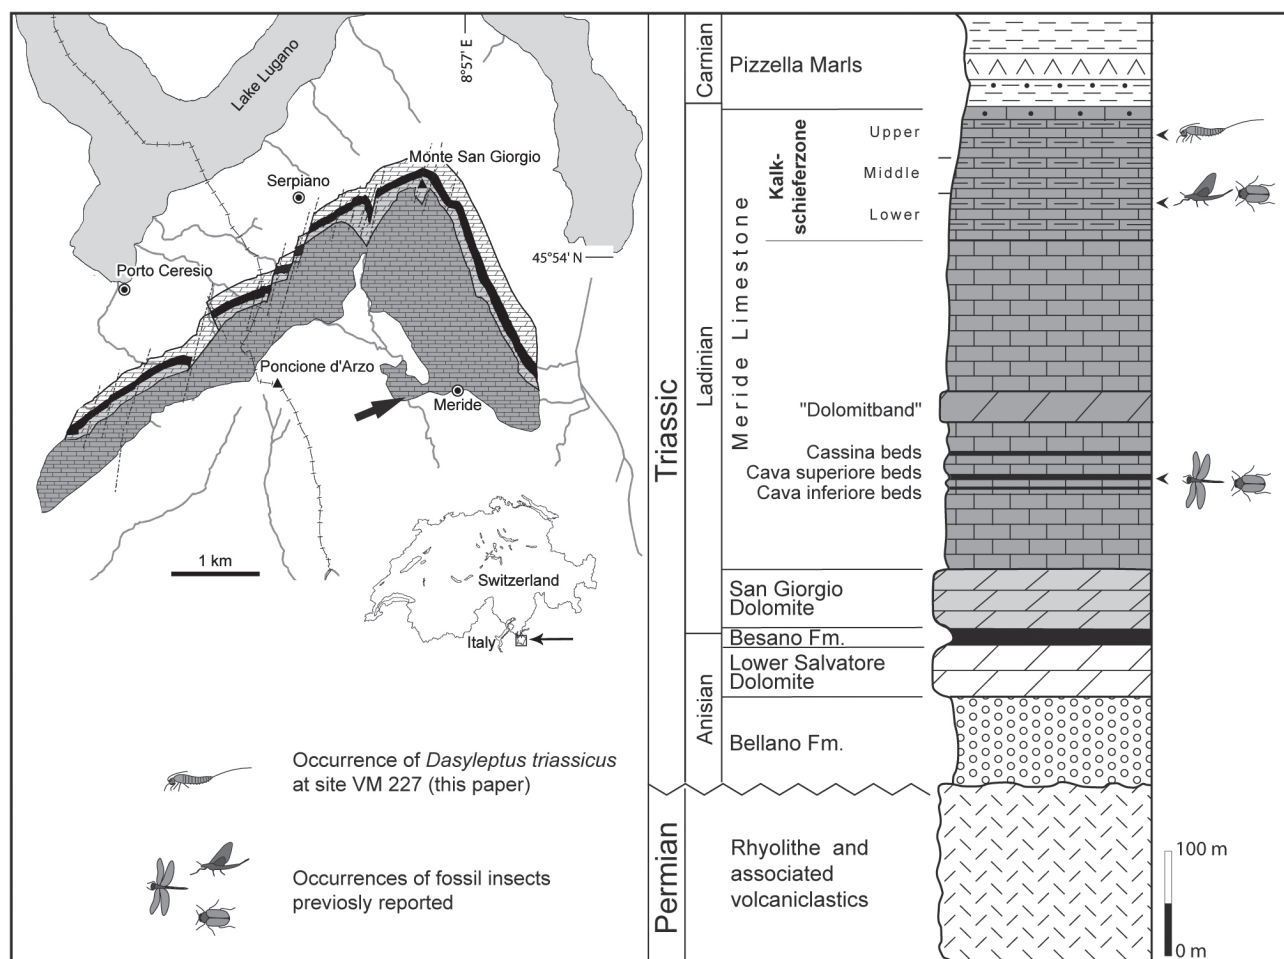 Lake Lugano
8°57' E
Monte San Giorgio
Serpiano
45°54' N
Porto Ceresio
Poncione d'Arzo
Meride
1 km
Switzerland
Italy
Occurrence of Dasyleptus triassicus
at site VM 227 (this paper)
Occurrences of fossil insects
previosly reported
Triassic
Permian
Carnian
Ladinian
Anisian
Pizzella Marls
Meride Limestone
Kalk-
schieferzone
Upper
Middle
Lower
"Dolomitband"
Cassina beds
Cava superiore beds
Cava inferiore beds
San Giorgio
Dolomite
Besano Fm.
Lower Salvatore
Dolomite
Bellano Fm.
Rhyolithe and
associated
volcaniclastics
100 m
0 m